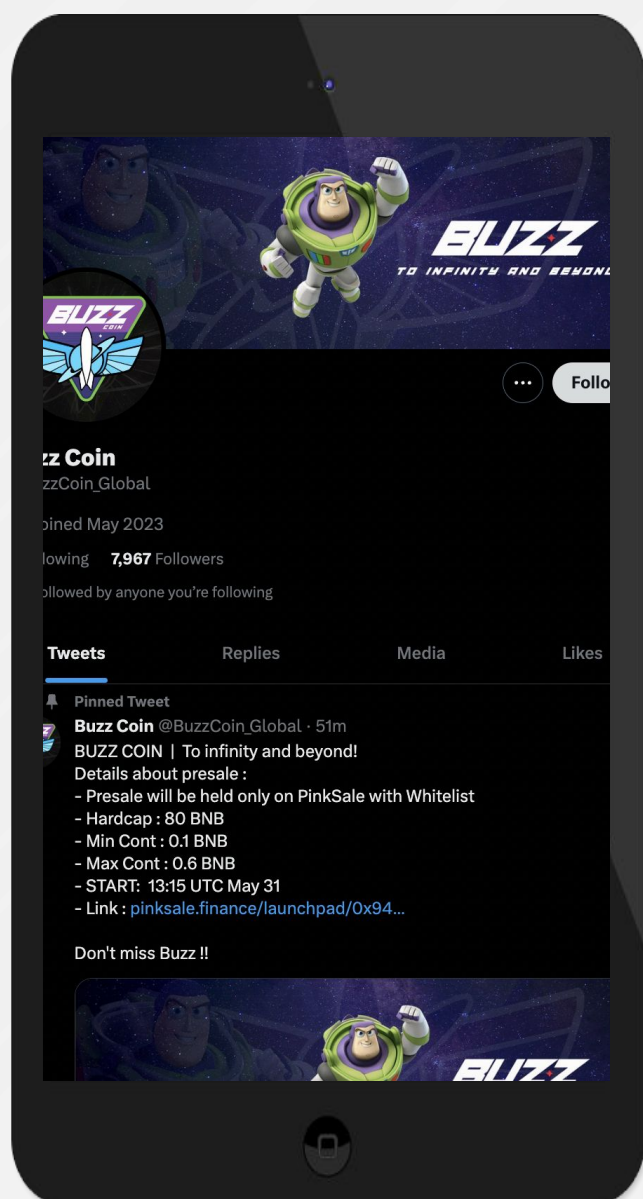 BUZZ
TO INFINITY AND BEYOND
BUZZ
COIN
Follo
zz Coin
zzCoin_Global
oined May 2023
lowing 7,967 Followers
ollowed by anyone you're following
Tweets Replies Media Likes
Pinned Tweet
Buzz Coin @BuzzCoin_Global · 51m
BUZZ COIN | To infinity and beyond!
Details about presale :
- Presale will be held only on PinkSale with Whitelist
- Hardcap : 80 BNB
- Min Cont : 0.1 BNB
- Max Cont : 0.6 BNB
- START: 13:15 UTC May 31
- Link : pinksale.finance/launchpad/0x94...
Don't miss Buzz !!
BUZZ